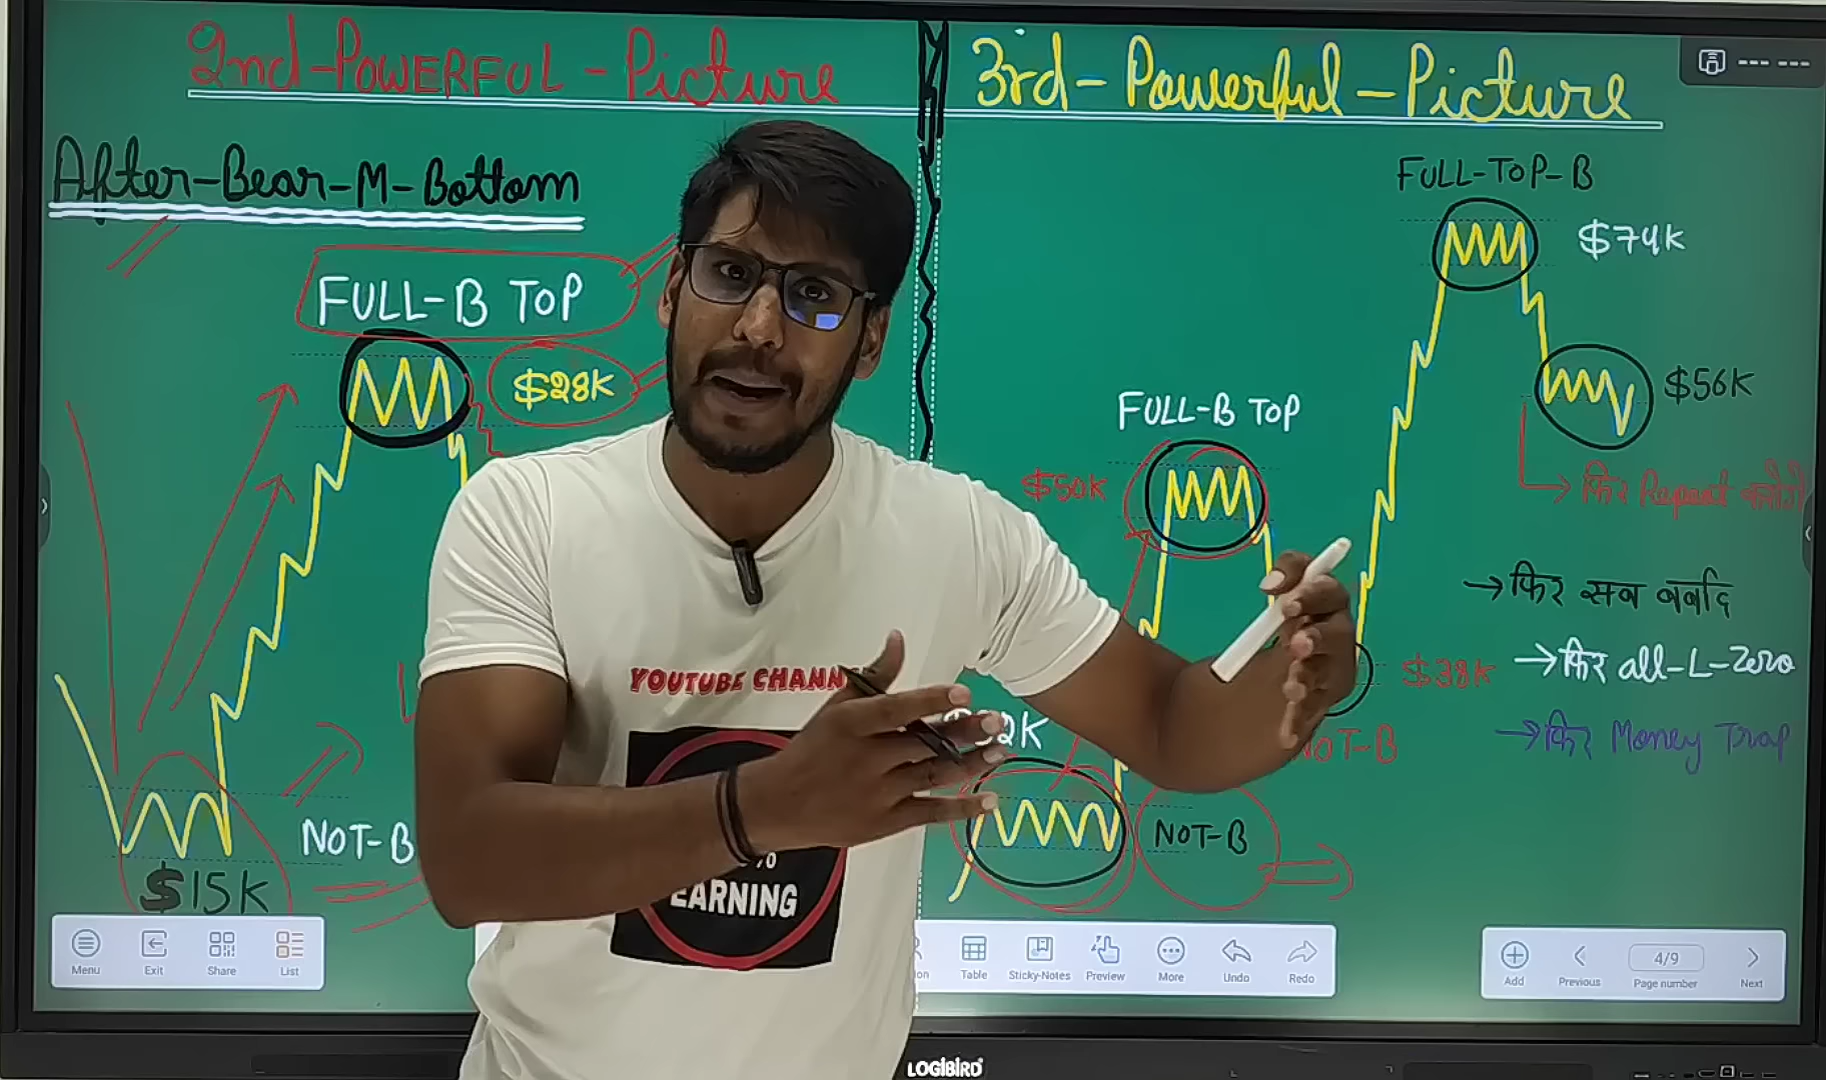 2nd-POWERFUL-Picture
After-Bear-M-Bottom
FULL-B TOP
$28K
NOT-B
$15K
3rd-Powerful-Picture
FULL-TOP-B
$74K
$56K
FULL-B TOP
$50K
→ फिर Repeat करेंगे
→ फिर सब बर्बाद
$38K
→ फिर all-L-Zero
NOT-B
→ फिर Money Trap
2K
NOT-B
YOUTUBE CHANN
%
EARNING
Menu
Exit
Share
List
Table
Sticky-Notes
Preview
More
Undo
Redo
Add
Previous
4/9
Page number
Next
LOGIBIRD